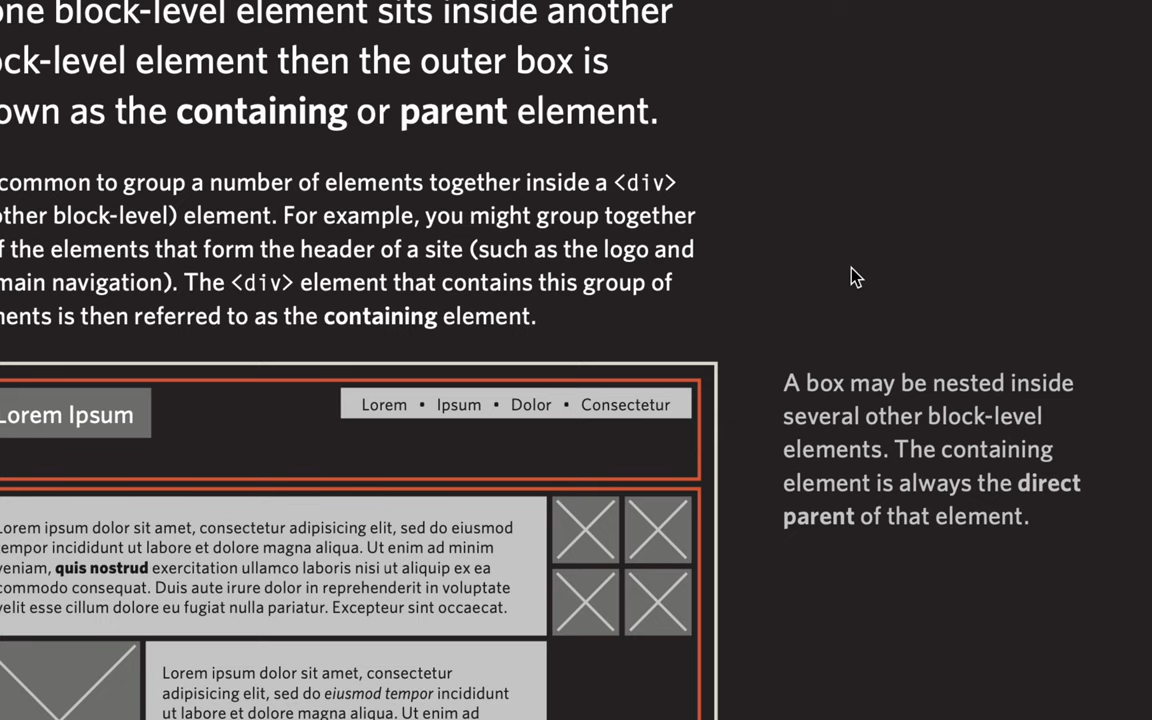 one block-level element sits inside another
ock-level element then the outer box is
own as the containing or parent element.
common to group a number of elements together inside a <div>
other block-level) element. For example, you might group together
f the elements that form the header of a site (such as the logo and
main navigation). The <div> element that contains this group of
ments is then referred to as the containing element.
Lorem Ipsum
Lorem • Ipsum • Dolor • Consectetur
A box may be nested inside
several other block-level
elements. The containing
element is always the direct
parent of that element.
Lorem ipsum dolor sit amet, consectetur adipisicing elit, sed do eiusmod
tempor incididunt ut labore et dolore magna aliqua. Ut enim ad minim
veniam, quis nostrud exercitation ullamco laboris nisi ut aliquip ex ea
commodo consequat. Duis aute irure dolor in reprehenderit in voluptate
velit esse cillum dolore eu fugiat nulla pariatur. Excepteur sint occaecat.
Lorem ipsum dolor sit amet, consectetur
adipisicing elit, sed do eiusmod tempor incididunt
ut labore et dolore magna aliqua. Ut enim ad